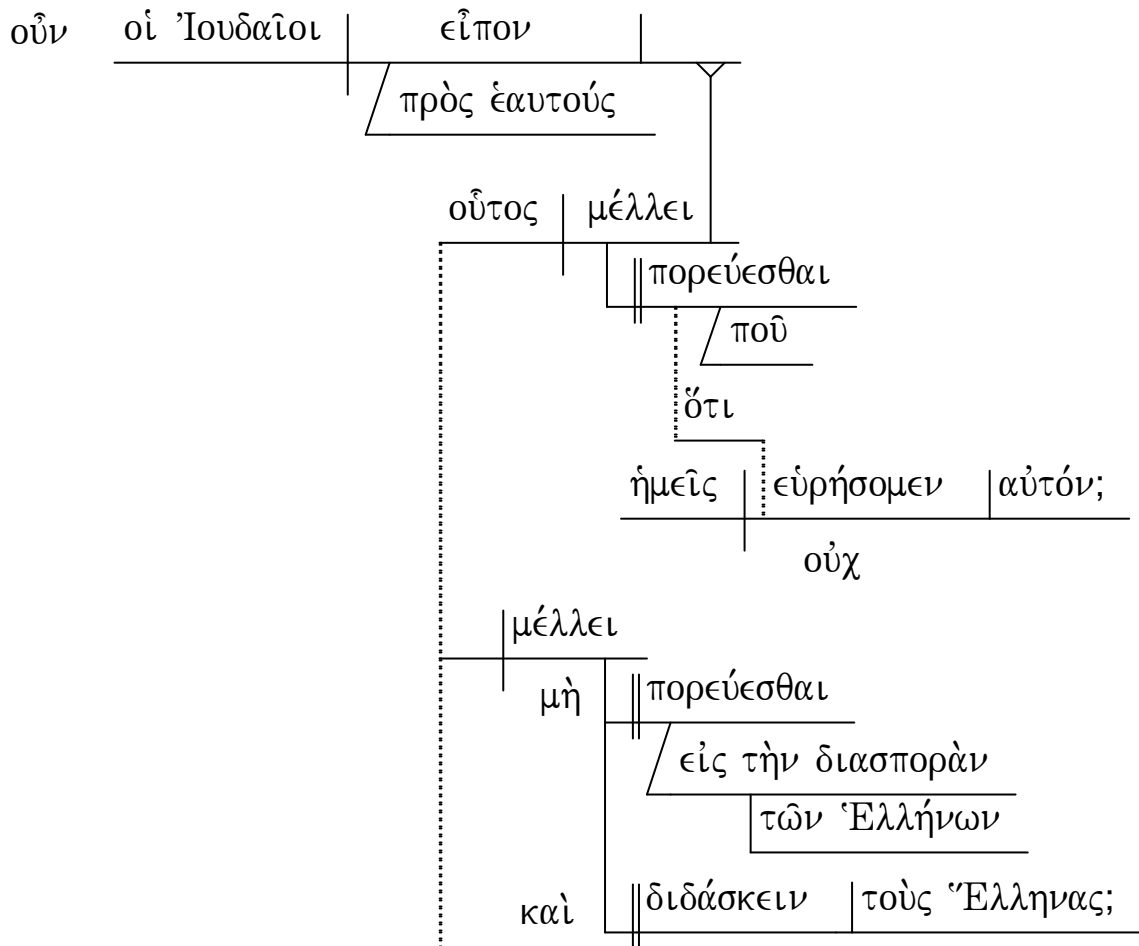 οὖν οἱ Ἰουδαῖοι εἶπον
πρὸς ἑαυτούς
οὗτος μέλλει
πορεύεσθαι
ποῦ
ὅτι
ἡμεῖς εὑρήσομεν αὐτόν;
οὐχ
μέλλει
μὴ πορεύεσθαι
εἰς τὴν διασπορὰν
τῶν Ἑλλήνων
καὶ διδάσκειν τοὺς Ἕλληνας;